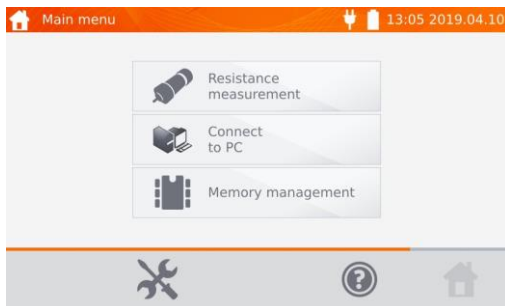 Main menu
13:05 2019.04.10
Resistance
measurement
Connect
to PC
Memory management
?